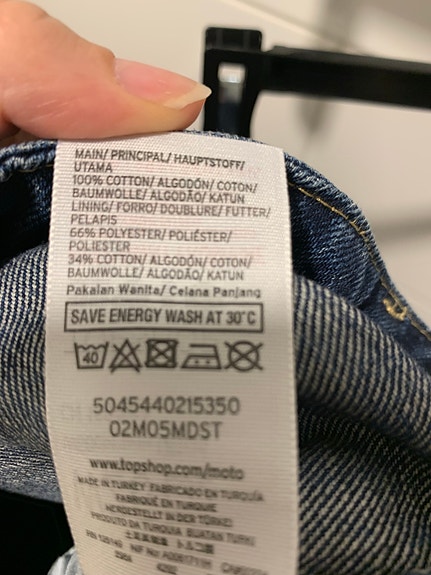 MAIN/ PRINCIPAL/ HAUPTSTOFF/
UTAMA
100% COTTON/ ALGODÓN/ COTON/
BAUMWOLLE/ ALGODÃO/ KATUN
LINING/ FORRO/ DOUBLURE/ FUTTER/
PELAPIS
66% POLYESTER/ POLIÉSTER/
POLIESTER
34% COTTON/ ALGODÓN/ COTON/
BAUMWOLLE/ ALGODÃO/ KATUN
Pakaian Wanita/ Celana Panjang
SAVE ENERGY WASH AT 30°C
40
5045440215350
02M05MDST
www.topshop.com/moto
MADE IN TURKEY FABRICADO EN TURQUÍA
FABRIQUÉ EN TURQUIE
HERGESTELLT IN DER TÜRKEI
PRODUTO DA TURQUIA BUATAN TURKI